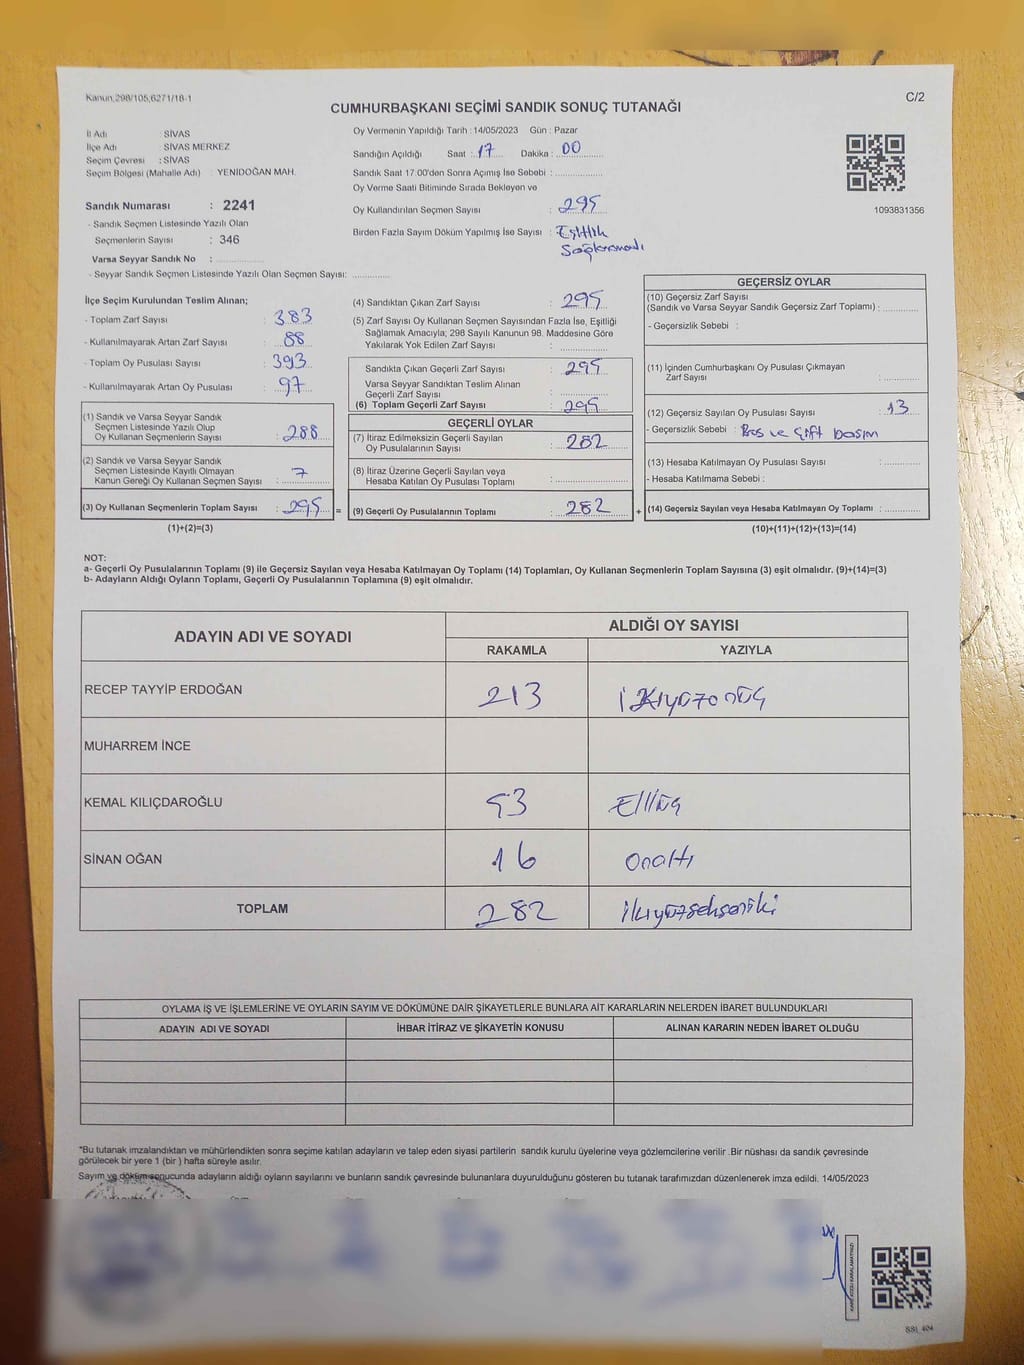 Kanun,298/105,6271/18-1
C/2
CUMHURBAŞKANI SEÇİMİ SANDIK SONUÇ TUTANAĞI
İl Adı : SİVAS
İlçe Adı : SİVAS MERKEZ
Seçim Çevresi : SİVAS
Seçim Bölgesi (Mahalle Adı) : YENİDOĞAN MAH.
Sandık Numarası : 2241
- Sandık Seçmen Listesinde Yazılı Olan
Seçmenlerin Sayısı : 346
Varsa Seyyar Sandık No :
- Seyyar Sandık Seçmen Listesinde Yazılı Olan Seçmen Sayısı:
Oy Vermenin Yapıldığı Tarih : 14/05/2023 Gün : Pazar
Sandığın Açıldığı Saat : 17 Dakika : 00
Sandık Saat 17.00'den Sonra Açımış İse Sebebi :
Oy Verme Saati Bitiminde Sırada Bekleyen ve
Oy Kullandırılan Seçmen Sayısı : 295
Birden Fazla Sayım Döküm Yapılmış İse Sayısı : Eşitlik
Sağlanmadı
1093831356
İlçe Seçim Kurulundan Teslim Alınan;
- Toplam Zarf Sayısı : 383
- Kullanılmayarak Artan Zarf Sayısı : 88
- Toplam Oy Pusulası Sayısı : 393
- Kullanılmayarak Artan Oy Pusulası : 97
(1) Sandık ve Varsa Seyyar Sandık
Seçmen Listesinde Yazılı Olup
Oy Kullanan Seçmenlerin Sayısı : 288
(2) Sandık ve Varsa Seyyar Sandık
Seçmen Listesinde Kayıtlı Olmayan
Kanun Gereği Oy Kullanan Seçmen Sayısı : 7
(3) Oy Kullanan Seçmenlerin Toplam Sayısı : 295 =
(1)+(2)=(3)
(4) Sandıktan Çıkan Zarf Sayısı : 295
(5) Zarf Sayısı Oy Kullanan Seçmen Sayısından Fazla İse, Eşitliği
Sağlamak Amacıyla; 298 Sayılı Kanunun 98. Maddesine Göre
Yakılarak Yok Edilen Zarf Sayısı :
Sandıkta Çıkan Geçerli Zarf Sayısı : 295
Varsa Seyyar Sandıktan Teslim Alınan
Geçerli Zarf Sayısı :
(6) Toplam Geçerli Zarf Sayısı : 295
GEÇERLİ OYLAR
(7) İtiraz Edilmeksizin Geçerli Sayılan
Oy Pusulalarının Sayısı : 282
(8) İtiraz Üzerine Geçerli Sayılan veya
Hesaba Katılan Oy Pusulası Toplamı :
(9) Geçerli Oy Pusulalarının Toplamı : 282 +
GEÇERSİZ OYLAR
(10) Geçersiz Zarf Sayısı
(Sandık ve Varsa Seyyar Sandık Geçersiz Zarf Toplamı) :
- Geçersizlik Sebebi :
(11) İçinden Cumhurbaşkanı Oy Pusulası Çıkmayan
Zarf Sayısı :
(12) Geçersiz Sayılan Oy Pusulası Sayısı : 13
- Geçersizlik Sebebi : Boş ve Çift basım
(13) Hesaba Katılmayan Oy Pusulası Sayısı :
- Hesaba Katılmama Sebebi :
(14) Geçersiz Sayılan veya Hesaba Katılmayan Oy Toplamı :
(10)+(11)+(12)+(13)=(14)
NOT:
a- Geçerli Oy Pusulalarının Toplamı (9) ile Geçersiz Sayılan veya Hesaba Katılmayan Oy Toplamı (14) Toplamları, Oy Kullanan Seçmenlerin Toplam Sayısına (3) eşit olmalıdır. (9)+(14)=(3)
b- Adayların Aldığı Oyların Toplamı, Geçerli Oy Pusulalarının Toplamına (9) eşit olmalıdır.
ADAYIN ADI VE SOYADI
ALDIĞI OY SAYISI
RAKAMLA YAZIYLA
RECEP TAYYİP ERDOĞAN 213 ikiyüzonüç
MUHARREM İNCE
KEMAL KILIÇDAROĞLU 53 Elliüç
SİNAN OĞAN 16 Onaltı
TOPLAM 282 ikiyüzsekseniki
OYLAMA İŞ VE İŞLEMLERİNE VE OYLARIN SAYIM VE DÖKÜMÜNE DAİR ŞİKAYETLERLE BUNLARA AİT KARARLARIN NELERDEN İBARET BULUNDUKLARI
ADAYIN ADI VE SOYADI İHBAR İTİRAZ VE ŞİKAYETİN KONUSU ALINAN KARARIN NEDEN İBARET OLDUĞU
*Bu tutanak imzalandıktan ve mühürlendikten sonra seçime katılan adayların ve talep eden siyasi partilerin sandık kurulu üyelerine veya gözlemcilerine verilir .Bir nüshası da sandık çevresinde
görülecek bir yere 1 (bir ) hafta süreyle asılır.
Sayım ve döküm sonucunda adayların aldığı oyların sayılarını ve bunların sandık çevresinde bulunanlara duyurulduğunu gösteren bu tutanak tarafımızdan düzenlenerek imza edildi. 14/05/2023